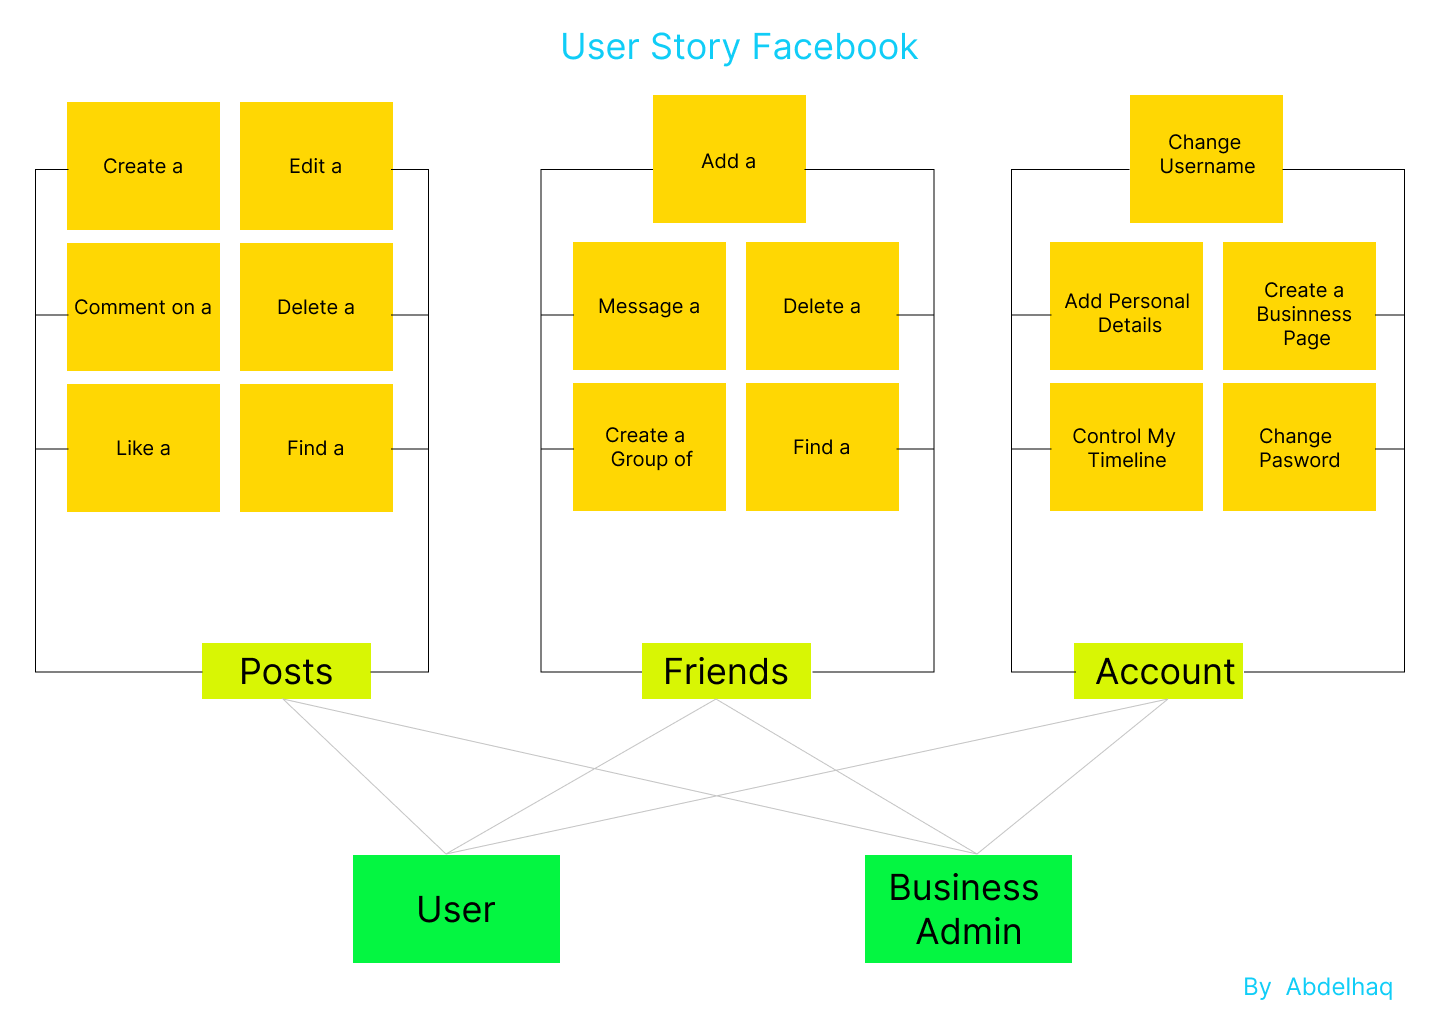 User Story Facebook
Create a
Edit a
Comment on a
Delete a
Like a
Find a
Add a
Message a
Delete a
Create a
Group of
Find a
Change
Username
Add Personal
Details
Create a
Businness
Page
Control My
Timeline
Change
Pasword
Posts
Friends
Account
User
Business
Admin
By Abdelhaq